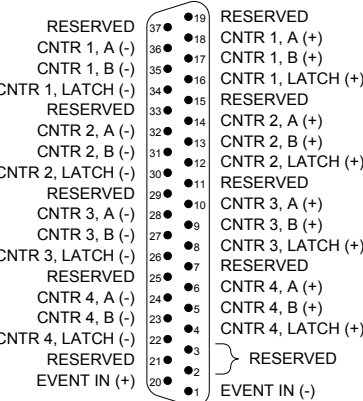 RESERVED 37 19 RESERVED
CNTR 1, A (-) 36 18 CNTR 1, A (+)
CNTR 1, B (-) 35 17 CNTR 1, B (+)
CNTR 1, LATCH (-) 34 16 CNTR 1, LATCH (+)
RESERVED 33 15 RESERVED
CNTR 2, A (-) 32 14 CNTR 2, A (+)
CNTR 2, B (-) 31 13 CNTR 2, B (+)
CNTR 2, LATCH (-) 30 12 CNTR 2, LATCH (+)
RESERVED 29 11 RESERVED
CNTR 3, A (-) 28 10 CNTR 3, A (+)
CNTR 3, B (-) 27 9 CNTR 3, B (+)
CNTR 3, LATCH (-) 26 8 CNTR 3, LATCH (+)
RESERVED 25 7 RESERVED
CNTR 4, A (-) 24 6 CNTR 4, A (+)
CNTR 4, B (-) 23 5 CNTR 4, B (+)
CNTR 4, LATCH (-) 22 4 CNTR 4, LATCH (+)
RESERVED 21 3 RESERVED
EVENT IN (+) 20 2
1 EVENT IN (-)